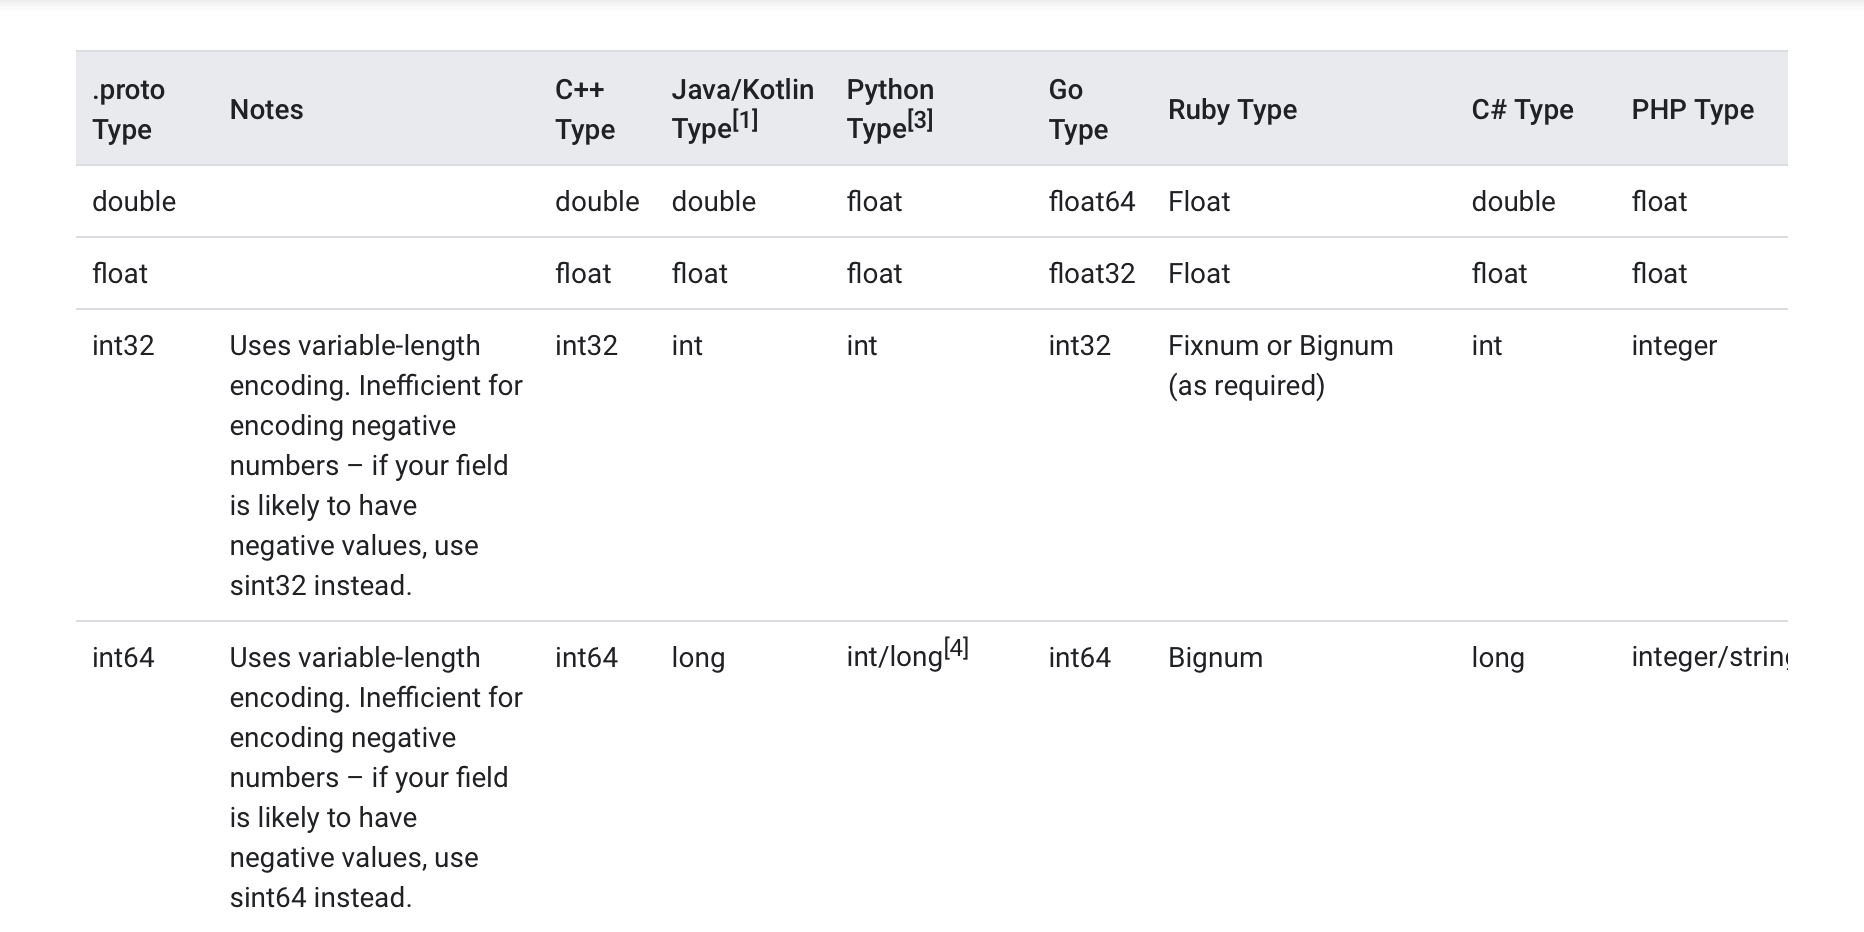 .proto Type Notes C++ Type Java/Kotlin Type[1] Python Type[3] Go Type Ruby Type C# Type PHP Type
double double double float float64 Float double float
float float float float float32 Float float float
int32 Uses variable-length int32 int int int32 Fixnum or Bignum int integer
encoding. Inefficient for (as required)
encoding negative
numbers – if your field
is likely to have
negative values, use
sint32 instead.
int64 Uses variable-length int64 long int/long[4] int64 Bignum long integer/string
encoding. Inefficient for
encoding negative
numbers – if your field
is likely to have
negative values, use
sint64 instead.